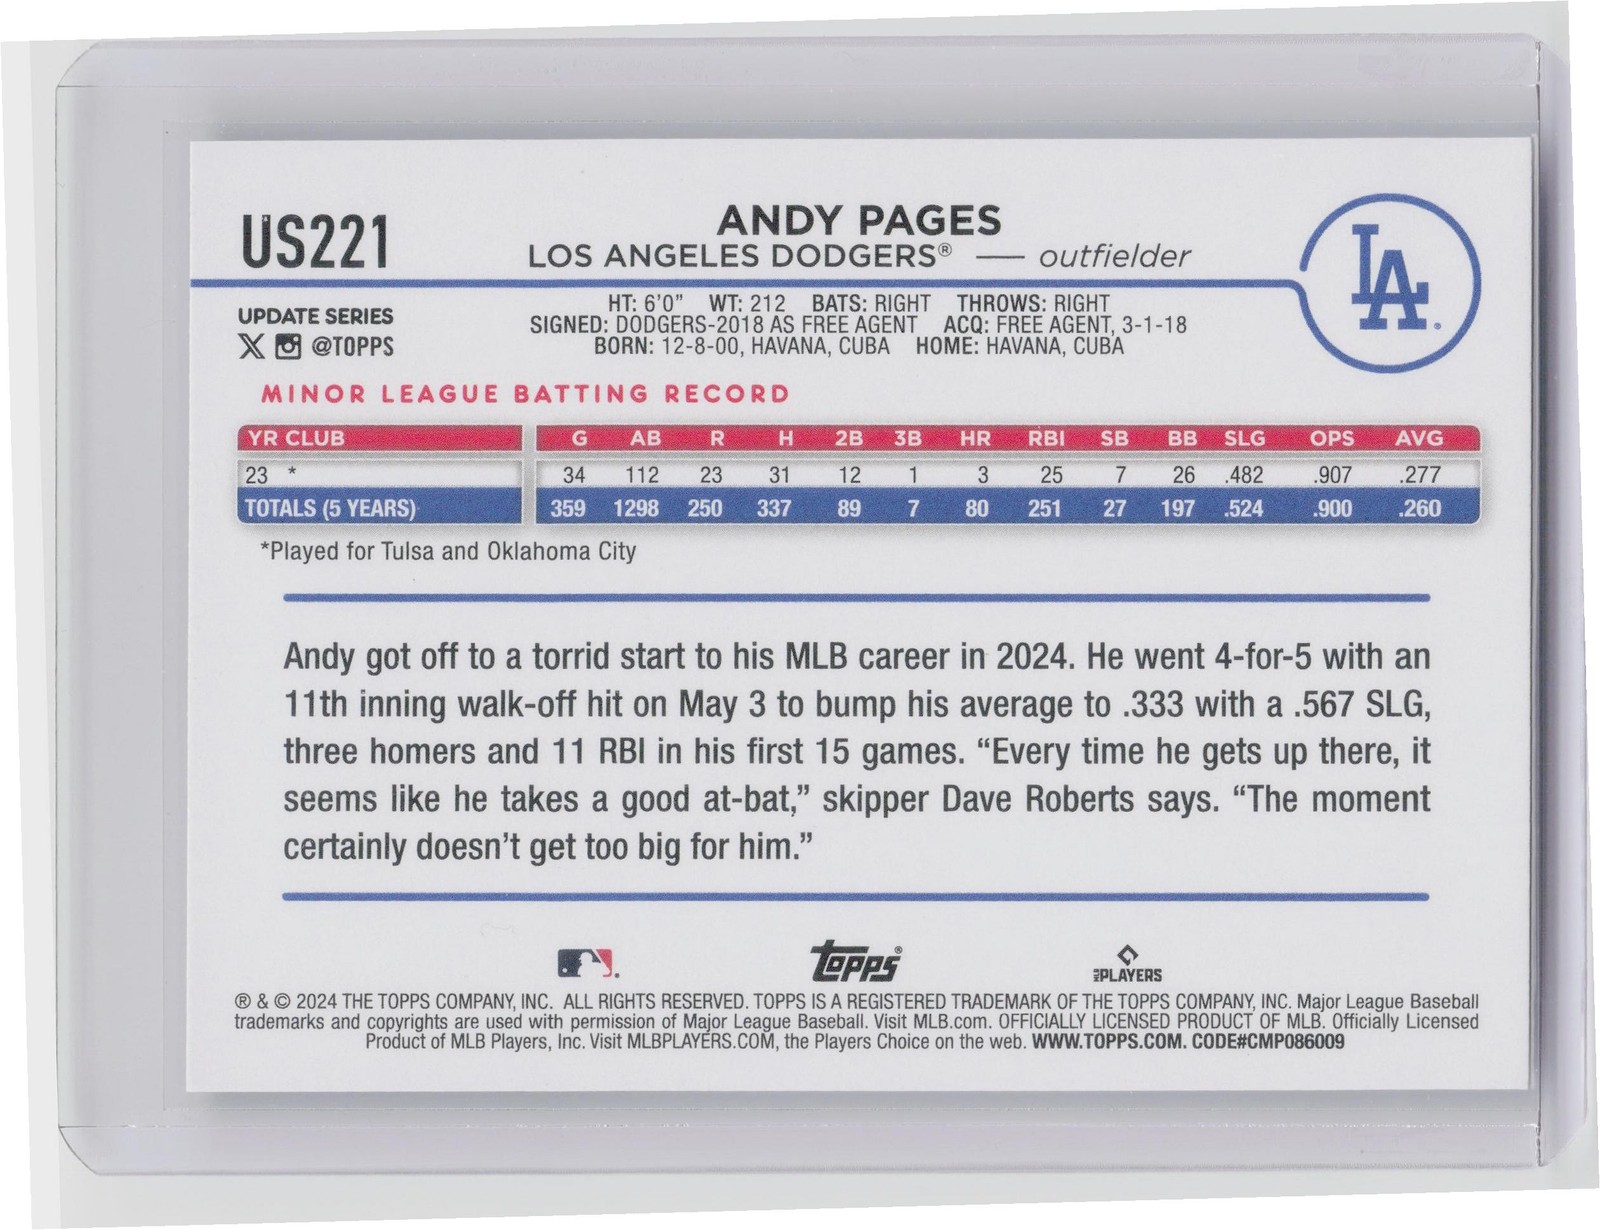 US221
ANDY PAGES
LOS ANGELES DODGERS® — outfielder
LA
UPDATE SERIES
@TOPPS
HT: 6'0" WT: 212 BATS: RIGHT THROWS: RIGHT
SIGNED: DODGERS-2018 AS FREE AGENT ACQ: FREE AGENT, 3-1-18
BORN: 12-8-00, HAVANA, CUBA HOME: HAVANA, CUBA
MINOR LEAGUE BATTING RECORD
YR CLUB G AB R H 2B 3B HR RBI SB BB SLG OPS AVG
23 * 34 112 23 31 12 1 3 25 7 26 .482 .907 .277
TOTALS (5 YEARS) 359 1298 250 337 89 7 80 251 27 197 .524 .900 .260
*Played for Tulsa and Oklahoma City
Andy got off to a torrid start to his MLB career in 2024. He went 4-for-5 with an
11th inning walk-off hit on May 3 to bump his average to .333 with a .567 SLG,
three homers and 11 RBI in his first 15 games. “Every time he gets up there, it
seems like he takes a good at-bat,” skipper Dave Roberts says. “The moment
certainly doesn’t get too big for him.”
Topps®
MLB PLAYERS
® & © 2024 THE TOPPS COMPANY, INC. ALL RIGHTS RESERVED. TOPPS IS A REGISTERED TRADEMARK OF THE TOPPS COMPANY, INC. Major League Baseball
trademarks and copyrights are used with permission of Major League Baseball. Visit MLB.com. OFFICIALLY LICENSED PRODUCT OF MLB. Officially Licensed
Product of MLB Players, Inc. Visit MLBPLAYERS.COM, the Players Choice on the web. WWW.TOPPS.COM. CODE#CMP086009